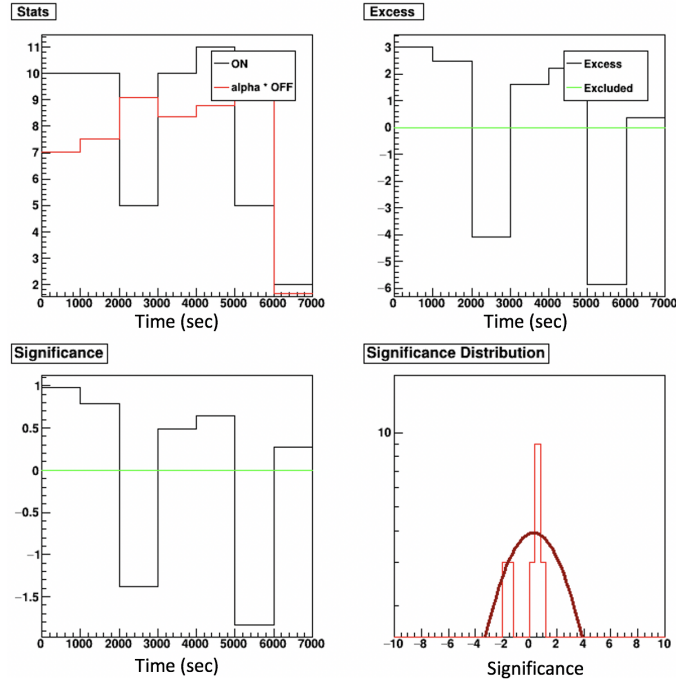 Stats
11
10
9
8
7
6
5
4
3
2
ON
alpha * OFF
0 1000 2000 3000 4000 5000 6000 7000
Time (sec)
Excess
3
2
1
0
−1
−2
−3
−4
−5
−6
Excess
Excluded
0 1000 2000 3000 4000 5000 6000 7000
Time (sec)
Significance
1
0.5
0
−0.5
−1
−1.5
0 1000 2000 3000 4000 5000 6000 7000
Time (sec)
Significance Distribution
10
−10 −8 −6 −4 −2 0 2 4 6 8 10
Significance